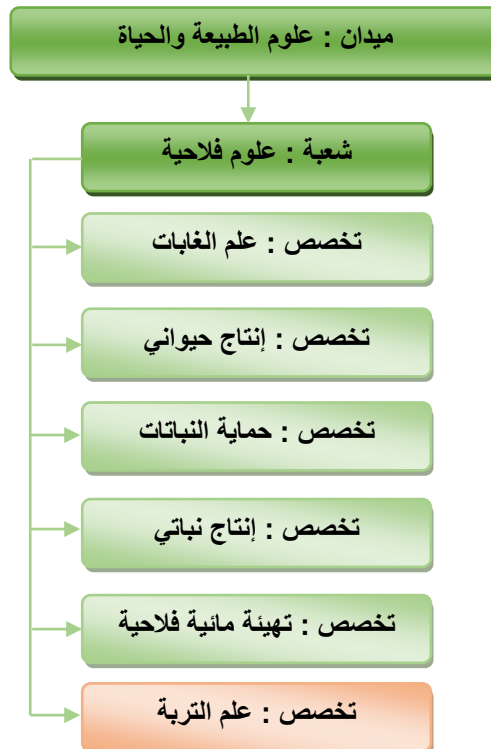 ميدان : علوم الطبيعة والحياة
شعبة : علوم فلاحية
تخصص : علم الغابات
تخصص : إنتاج حيواني
تخصص : حماية النباتات
تخصص : إنتاج نباتي
تخصص : تهيئة مائية فلاحية
تخصص : علم التربة